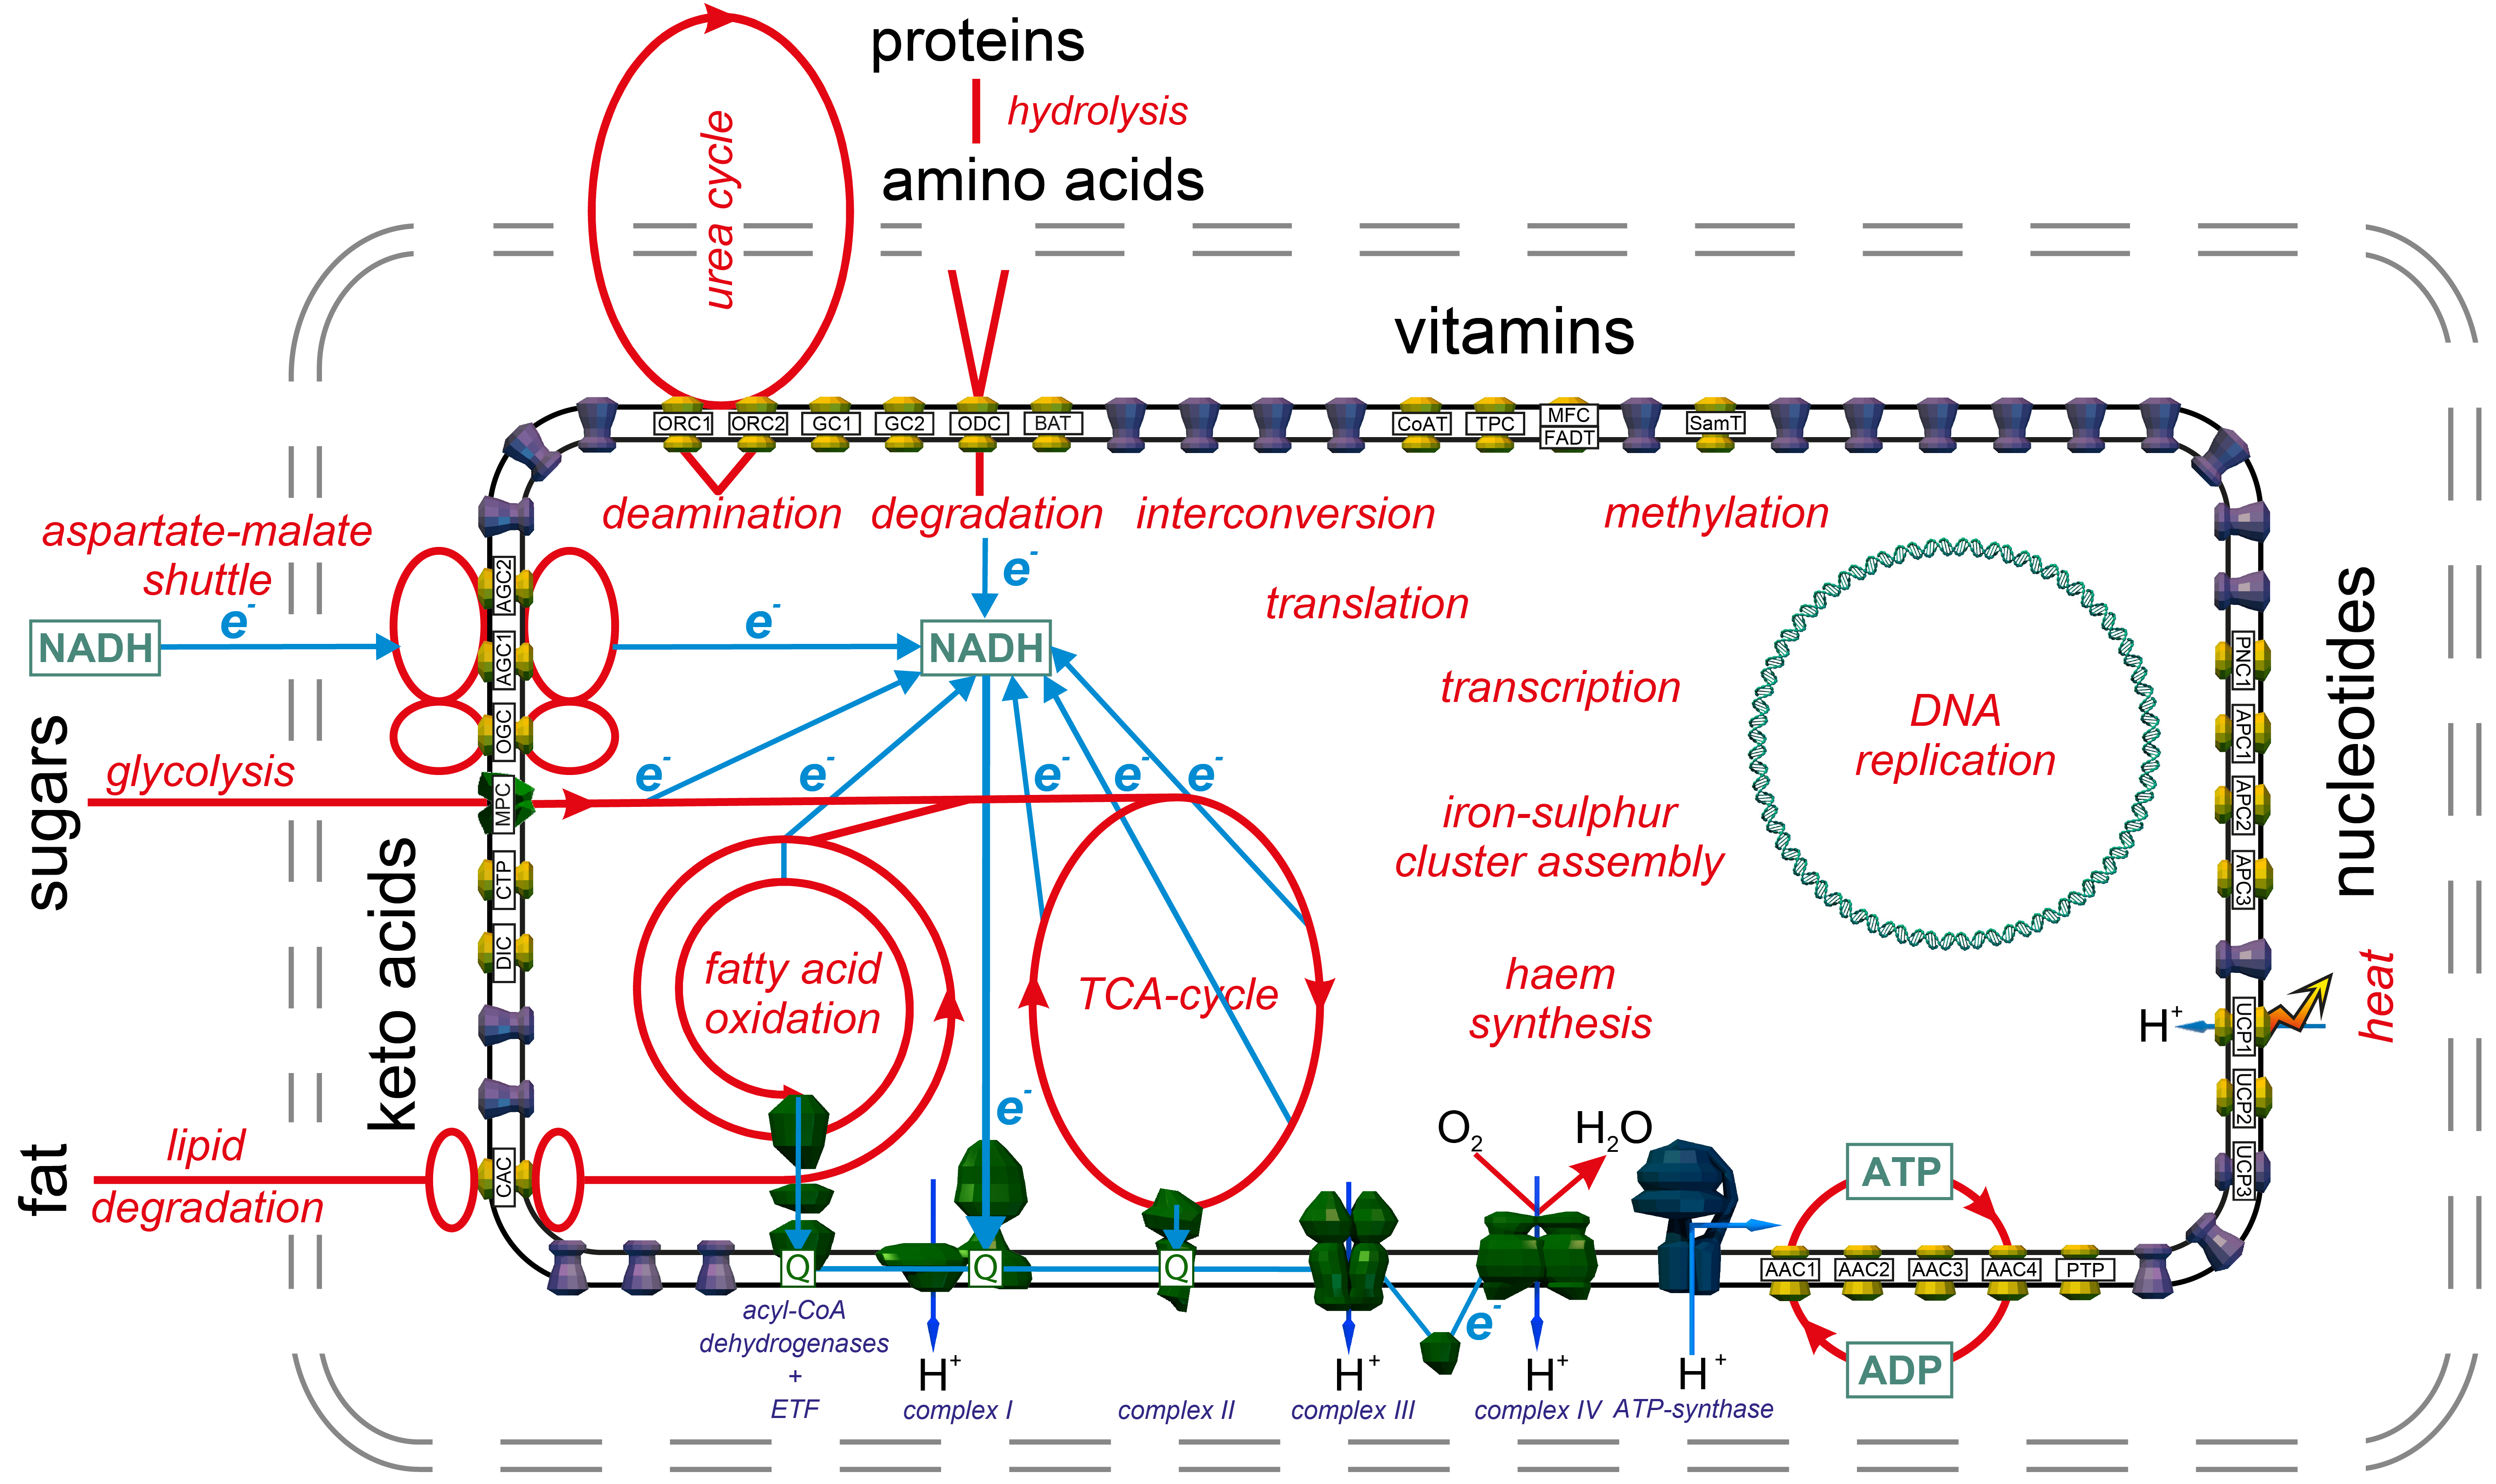 proteins
hydrolysis
amino acids
urea cycle
vitamins
ORC1
ORC2
GC1
GC2
ODC
BAT
CoAT
TPC
MFC
FADT
SamT
deamination
degradation
interconversion
methylation
aspartate-malate
shuttle
e-
NADH
e-
e-
NADH
translation
transcription
DNA
replication
iron-sulphur
cluster assembly
haem
synthesis
AGC2
AGC1
OGC
MPC
CTP
DIC
CAC
sugars
glycolysis
keto acids
e-
e-
e-
e-
e-
fatty acid
oxidation
TCA-cycle
e-
fat
lipid
degradation
nucleotides
PNC1
APC1
APC2
APC3
UCP1
UCP2
UCP3
H+
heat
O2
H2O
ATP
Q
Q
Q
AAC1
AAC2
AAC3
AAC4
PTP
e-
ADP
acyl-CoA
dehydrogenases
+
ETF
H+
complex I
complex II
H+
complex III
H+
complex IV
H+
ATP-synthase